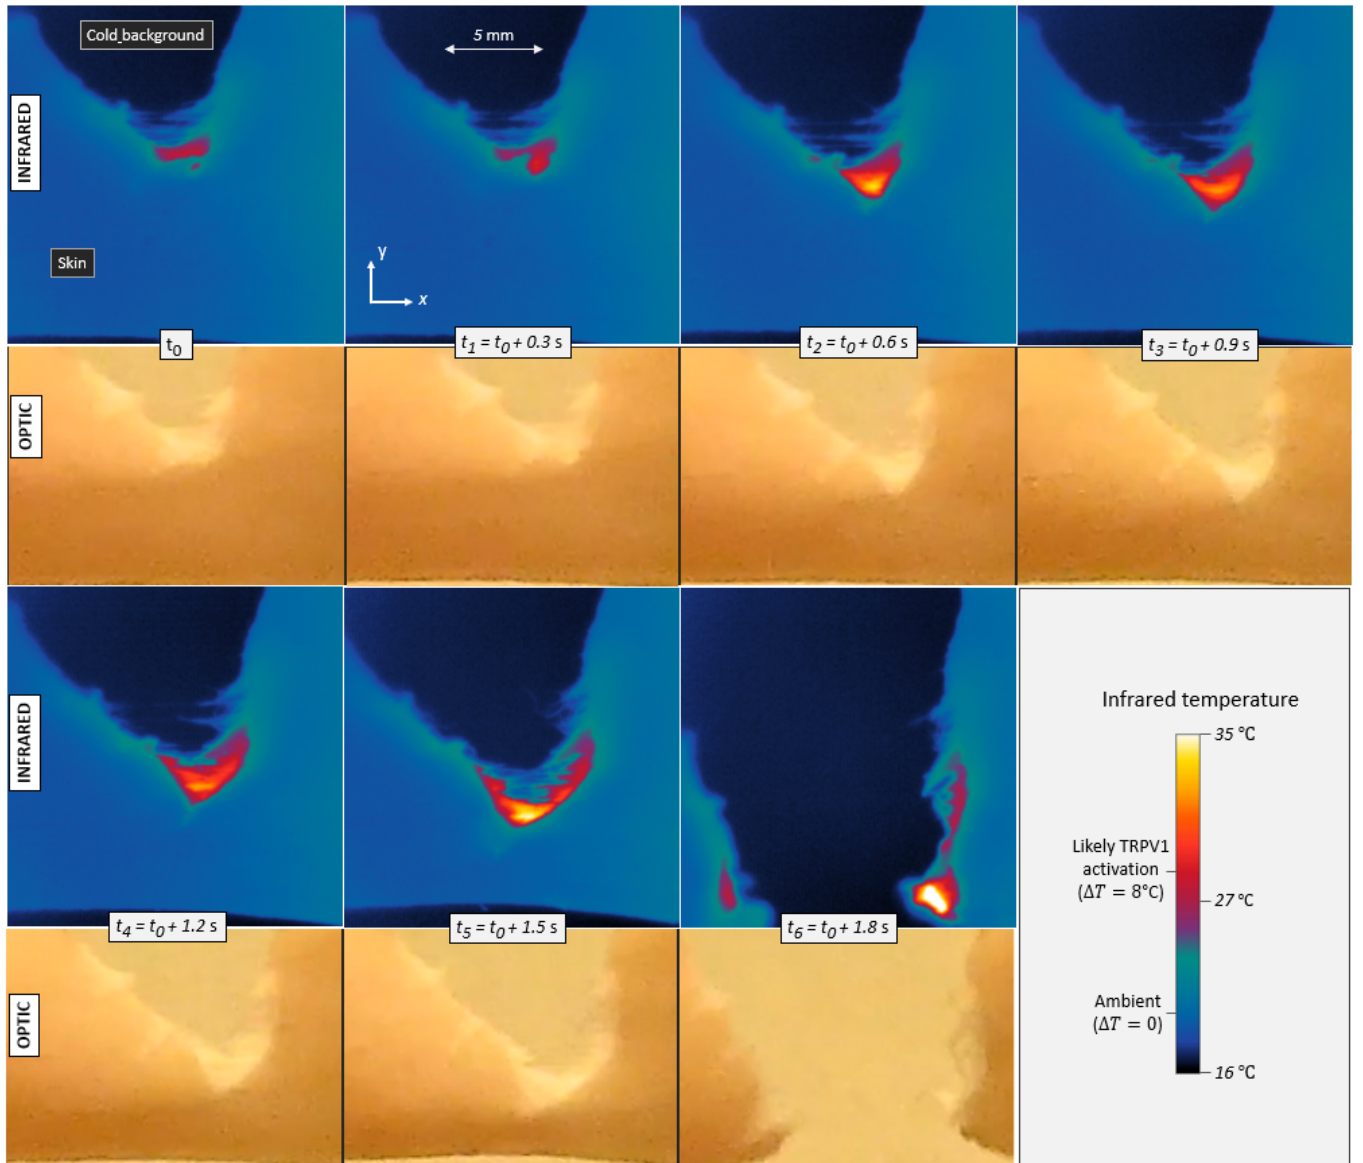 Cold_background
5 mm
INFRARED
y
x
Skin
t0
t1 = t0 + 0.3 s
t2 = t0 + 0.6 s
t3 = t0 + 0.9 s
OPTIC
INFRARED
Infrared temperature
35 °C
Likely TRPV1
activation
(ΔT = 8°C)
27 °C
Ambient
(ΔT = 0)
16 °C
t4 = t0 + 1.2 s
t5 = t0 + 1.5 s
t6 = t0 + 1.8 s
OPTIC